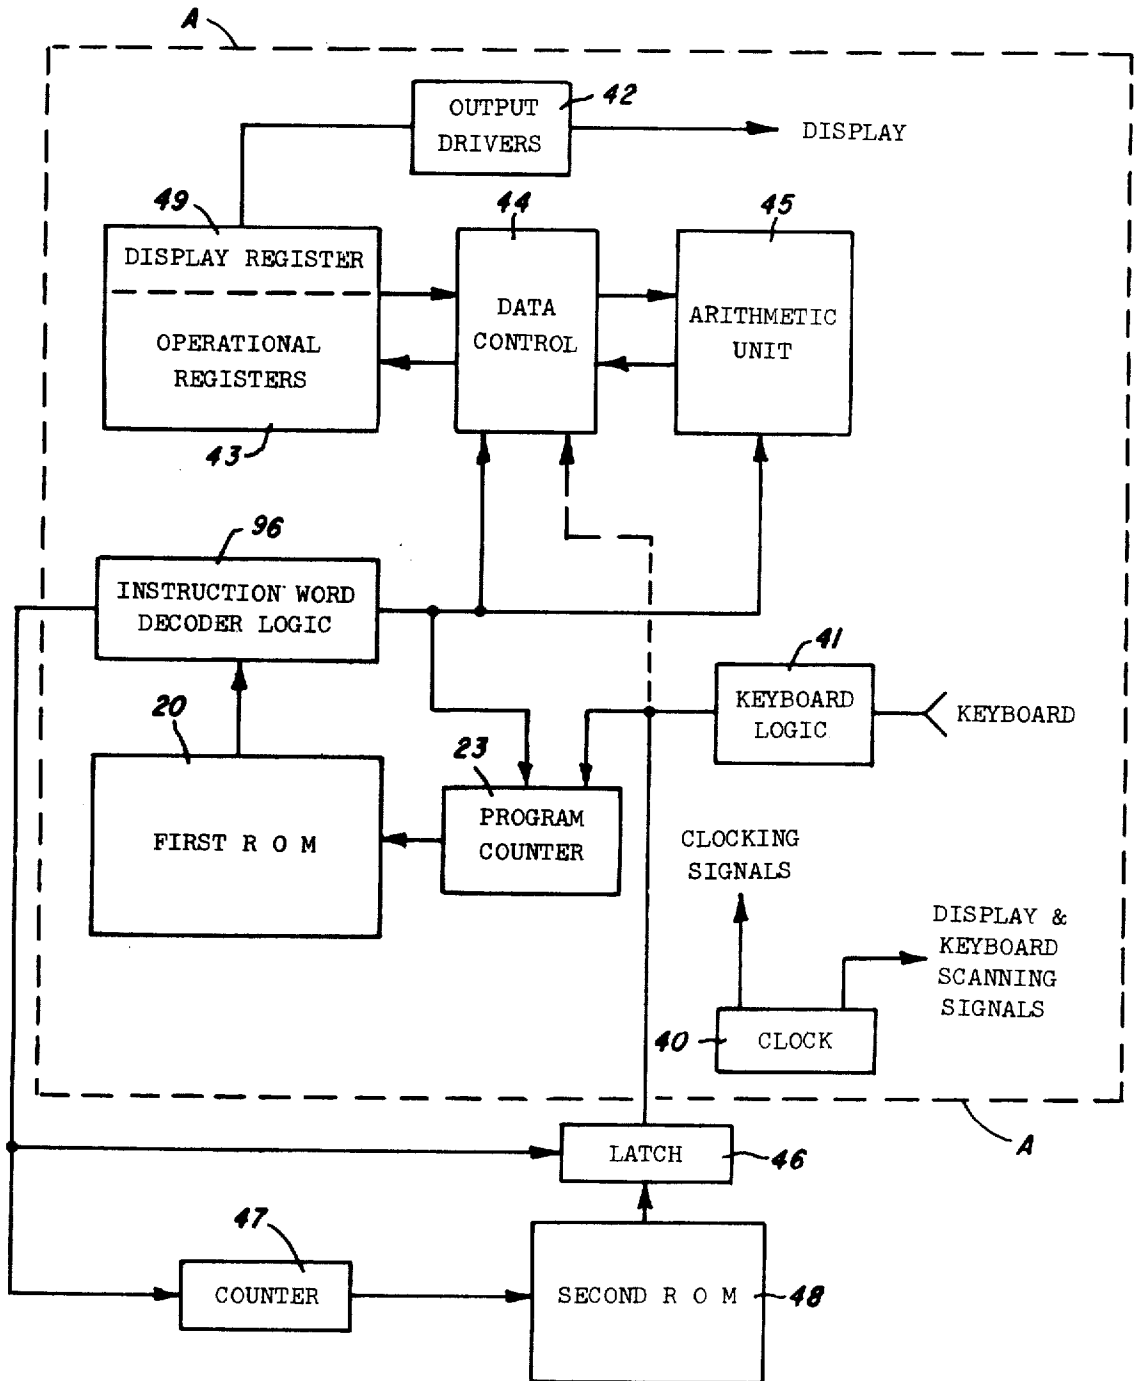 A
OUTPUT
DRIVERS
42
DISPLAY
49
44
45
DISPLAY REGISTER
OPERATIONAL
REGISTERS
43
DATA
CONTROL
ARITHMETIC
UNIT
96
INSTRUCTION WORD
DECODER LOGIC
41
KEYBOARD
LOGIC
KEYBOARD
20
FIRST R O M
23
PROGRAM
COUNTER
CLOCKING
SIGNALS
DISPLAY &
KEYBOARD
SCANNING
SIGNALS
40
CLOCK
A
LATCH
46
47
COUNTER
SECOND R O M
48